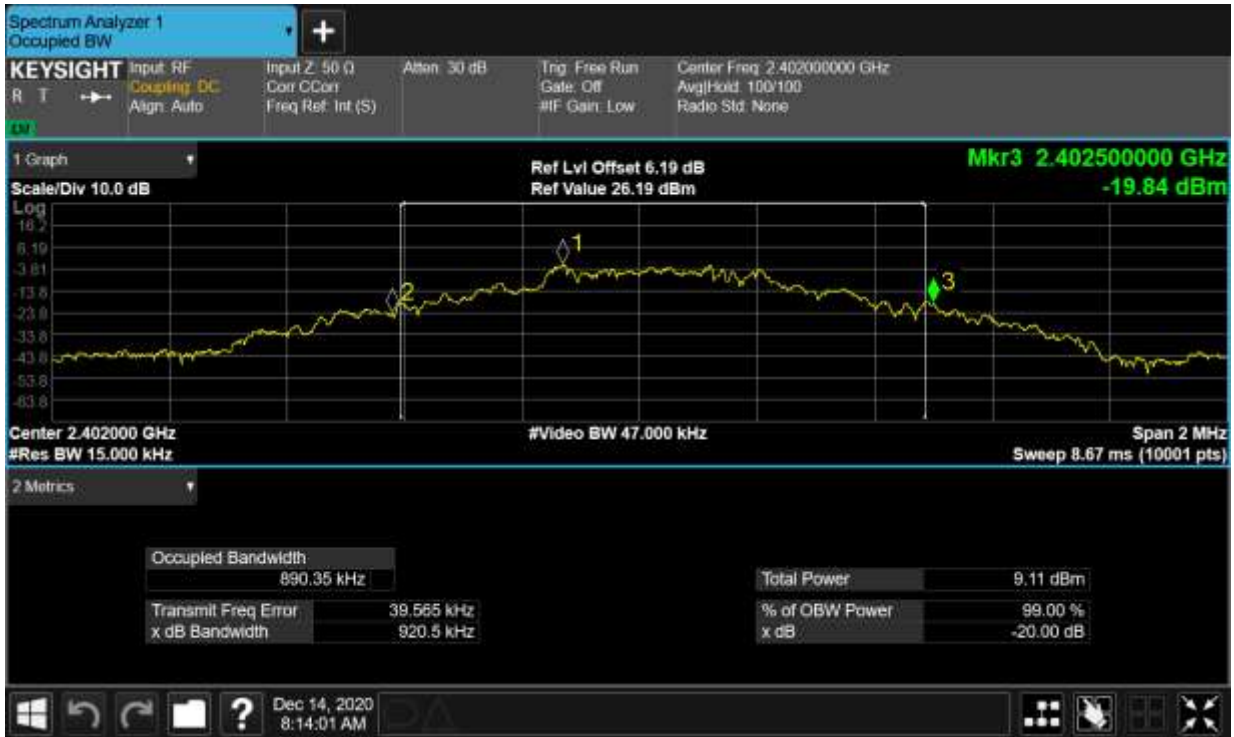 Spectrum Analyzer 1
Occupied BW
+
KEYSIGHT
R T
Input: RF
Coupling: DC
Align: Auto
Input Z: 50 Ω
Corr CCorr
Freq Ref: Int (S)
Atten: 30 dB
Trig: Free Run
Gate: Off
#IF Gain: Low
Center Freq: 2.402000000 GHz
Avg|Hold: 100/100
Radio Std: None
1 Graph
Scale/Div 10.0 dB
Ref Lvl Offset 6.19 dB
Ref Value 26.19 dBm
Mkr3 2.402500000 GHz
-19.84 dBm
Log
16.2
6.19
-3.81
-13.8
-23.8
-33.8
-43.8
-53.8
-63.8
1
2
3
Center 2.402000 GHz
#Video BW 47.000 kHz
Span 2 MHz
#Res BW 15.000 kHz
Sweep 8.67 ms (10001 pts)
2 Metrics
Occupied Bandwidth
890.35 kHz
Total Power 9.11 dBm
Transmit Freq Error 39.565 kHz
% of OBW Power 99.00 %
x dB Bandwidth 920.5 kHz
x dB -20.00 dB
?
Dec 14, 2020
8:14:01 AM